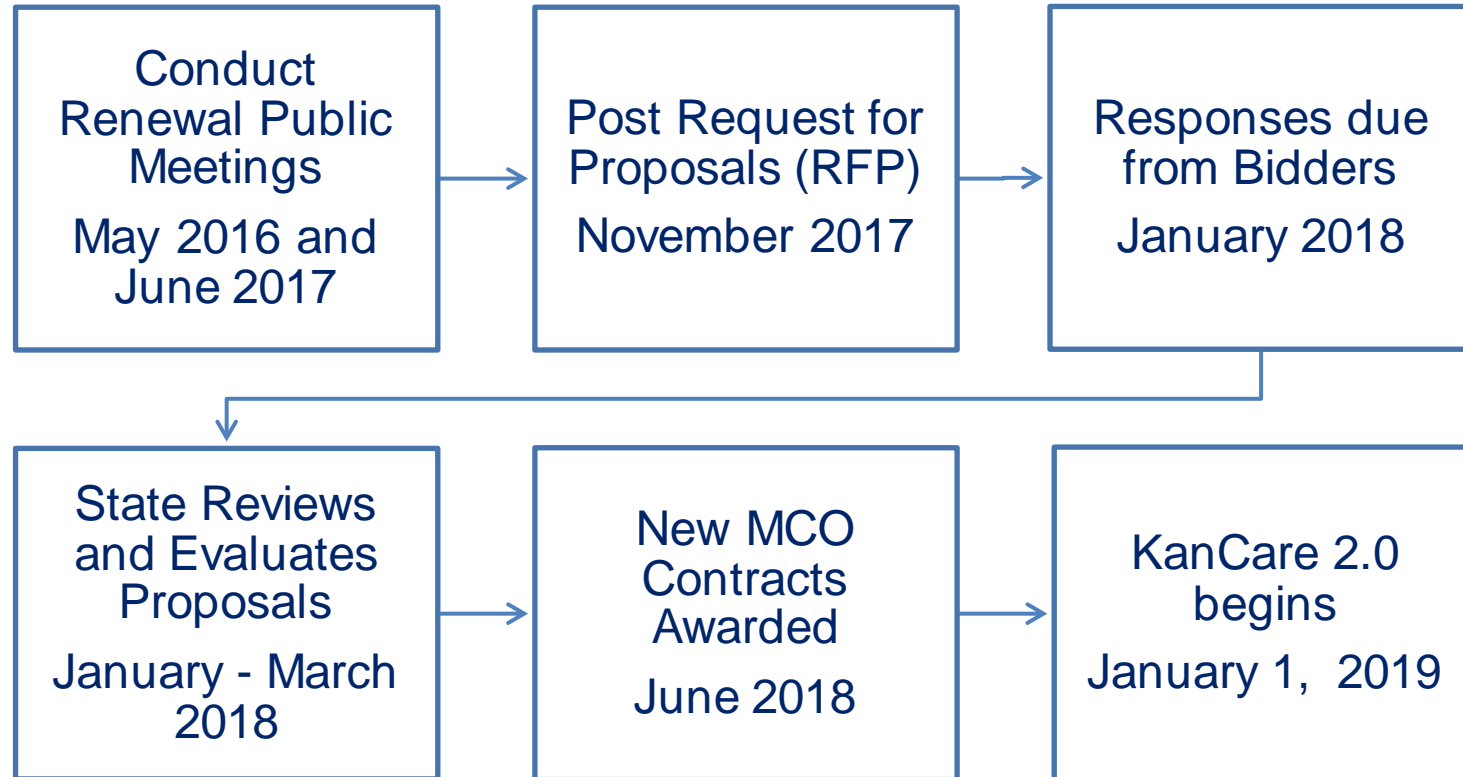 Conduct
Renewal Public
Meetings
May 2016 and
June 2017
Post Request for
Proposals (RFP)
November 2017
Responses due
from Bidders
January 2018
State Reviews
and Evaluates
Proposals
January - March
2018
New MCO
Contracts
Awarded
June 2018
KanCare 2.0
begins
January 1, 2019